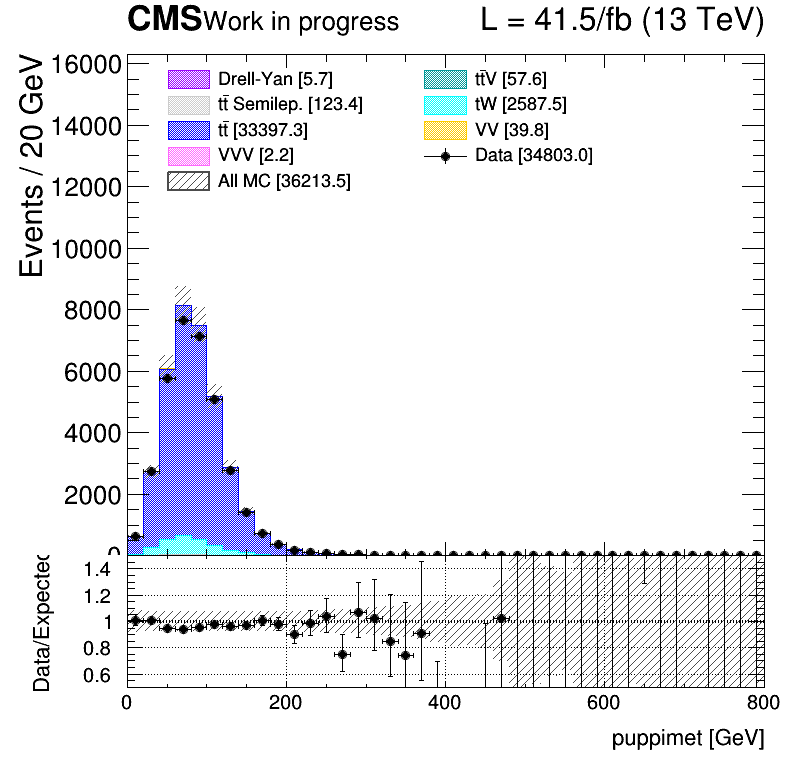 CMS Work in progress L = 41.5/fb (13 TeV)
Events / 20 GeV
16000
14000
12000
10000
8000
6000
4000
2000
0
Drell-Yan [5.7]
tt̄ Semilep. [123.4]
tt̄ [33397.3]
VVV [2.2]
All MC [36213.5]
tt̄V [57.6]
tW [2587.5]
VV [39.8]
Data [34803.0]
Data/Expected
1.4
1.2
1
0.8
0.6
0 200 400 600 800
puppimet [GeV]